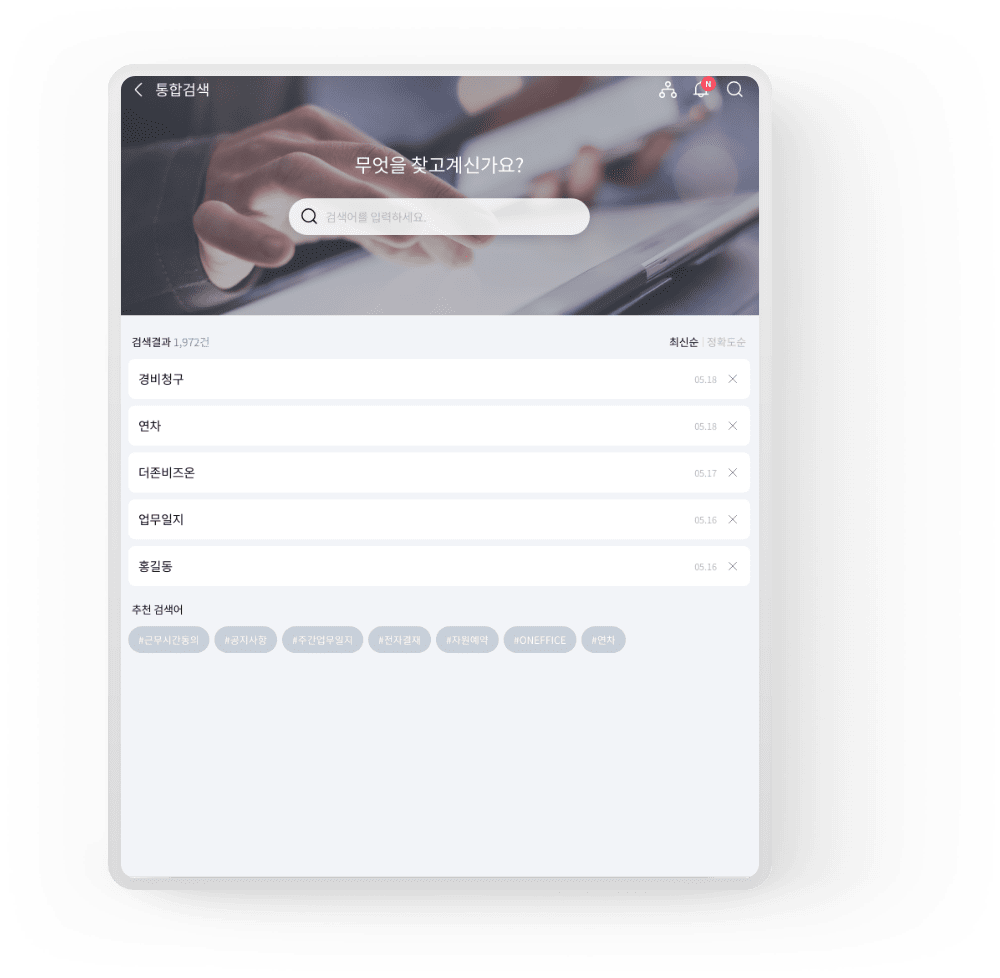 통합검색
N
무엇을 찾고계신가요?
검색어를 입력하세요.
검색결과 1,972건
최신순 | 정확도순
경비청구 05.18
연차 05.18
더존비즈온 05.17
업무일지 05.16
홍길동 05.16
추천 검색어
#근무시간동의 #공지사항 #주간업무일지 #전자결재 #자원예약 #ONEFFICE #연차